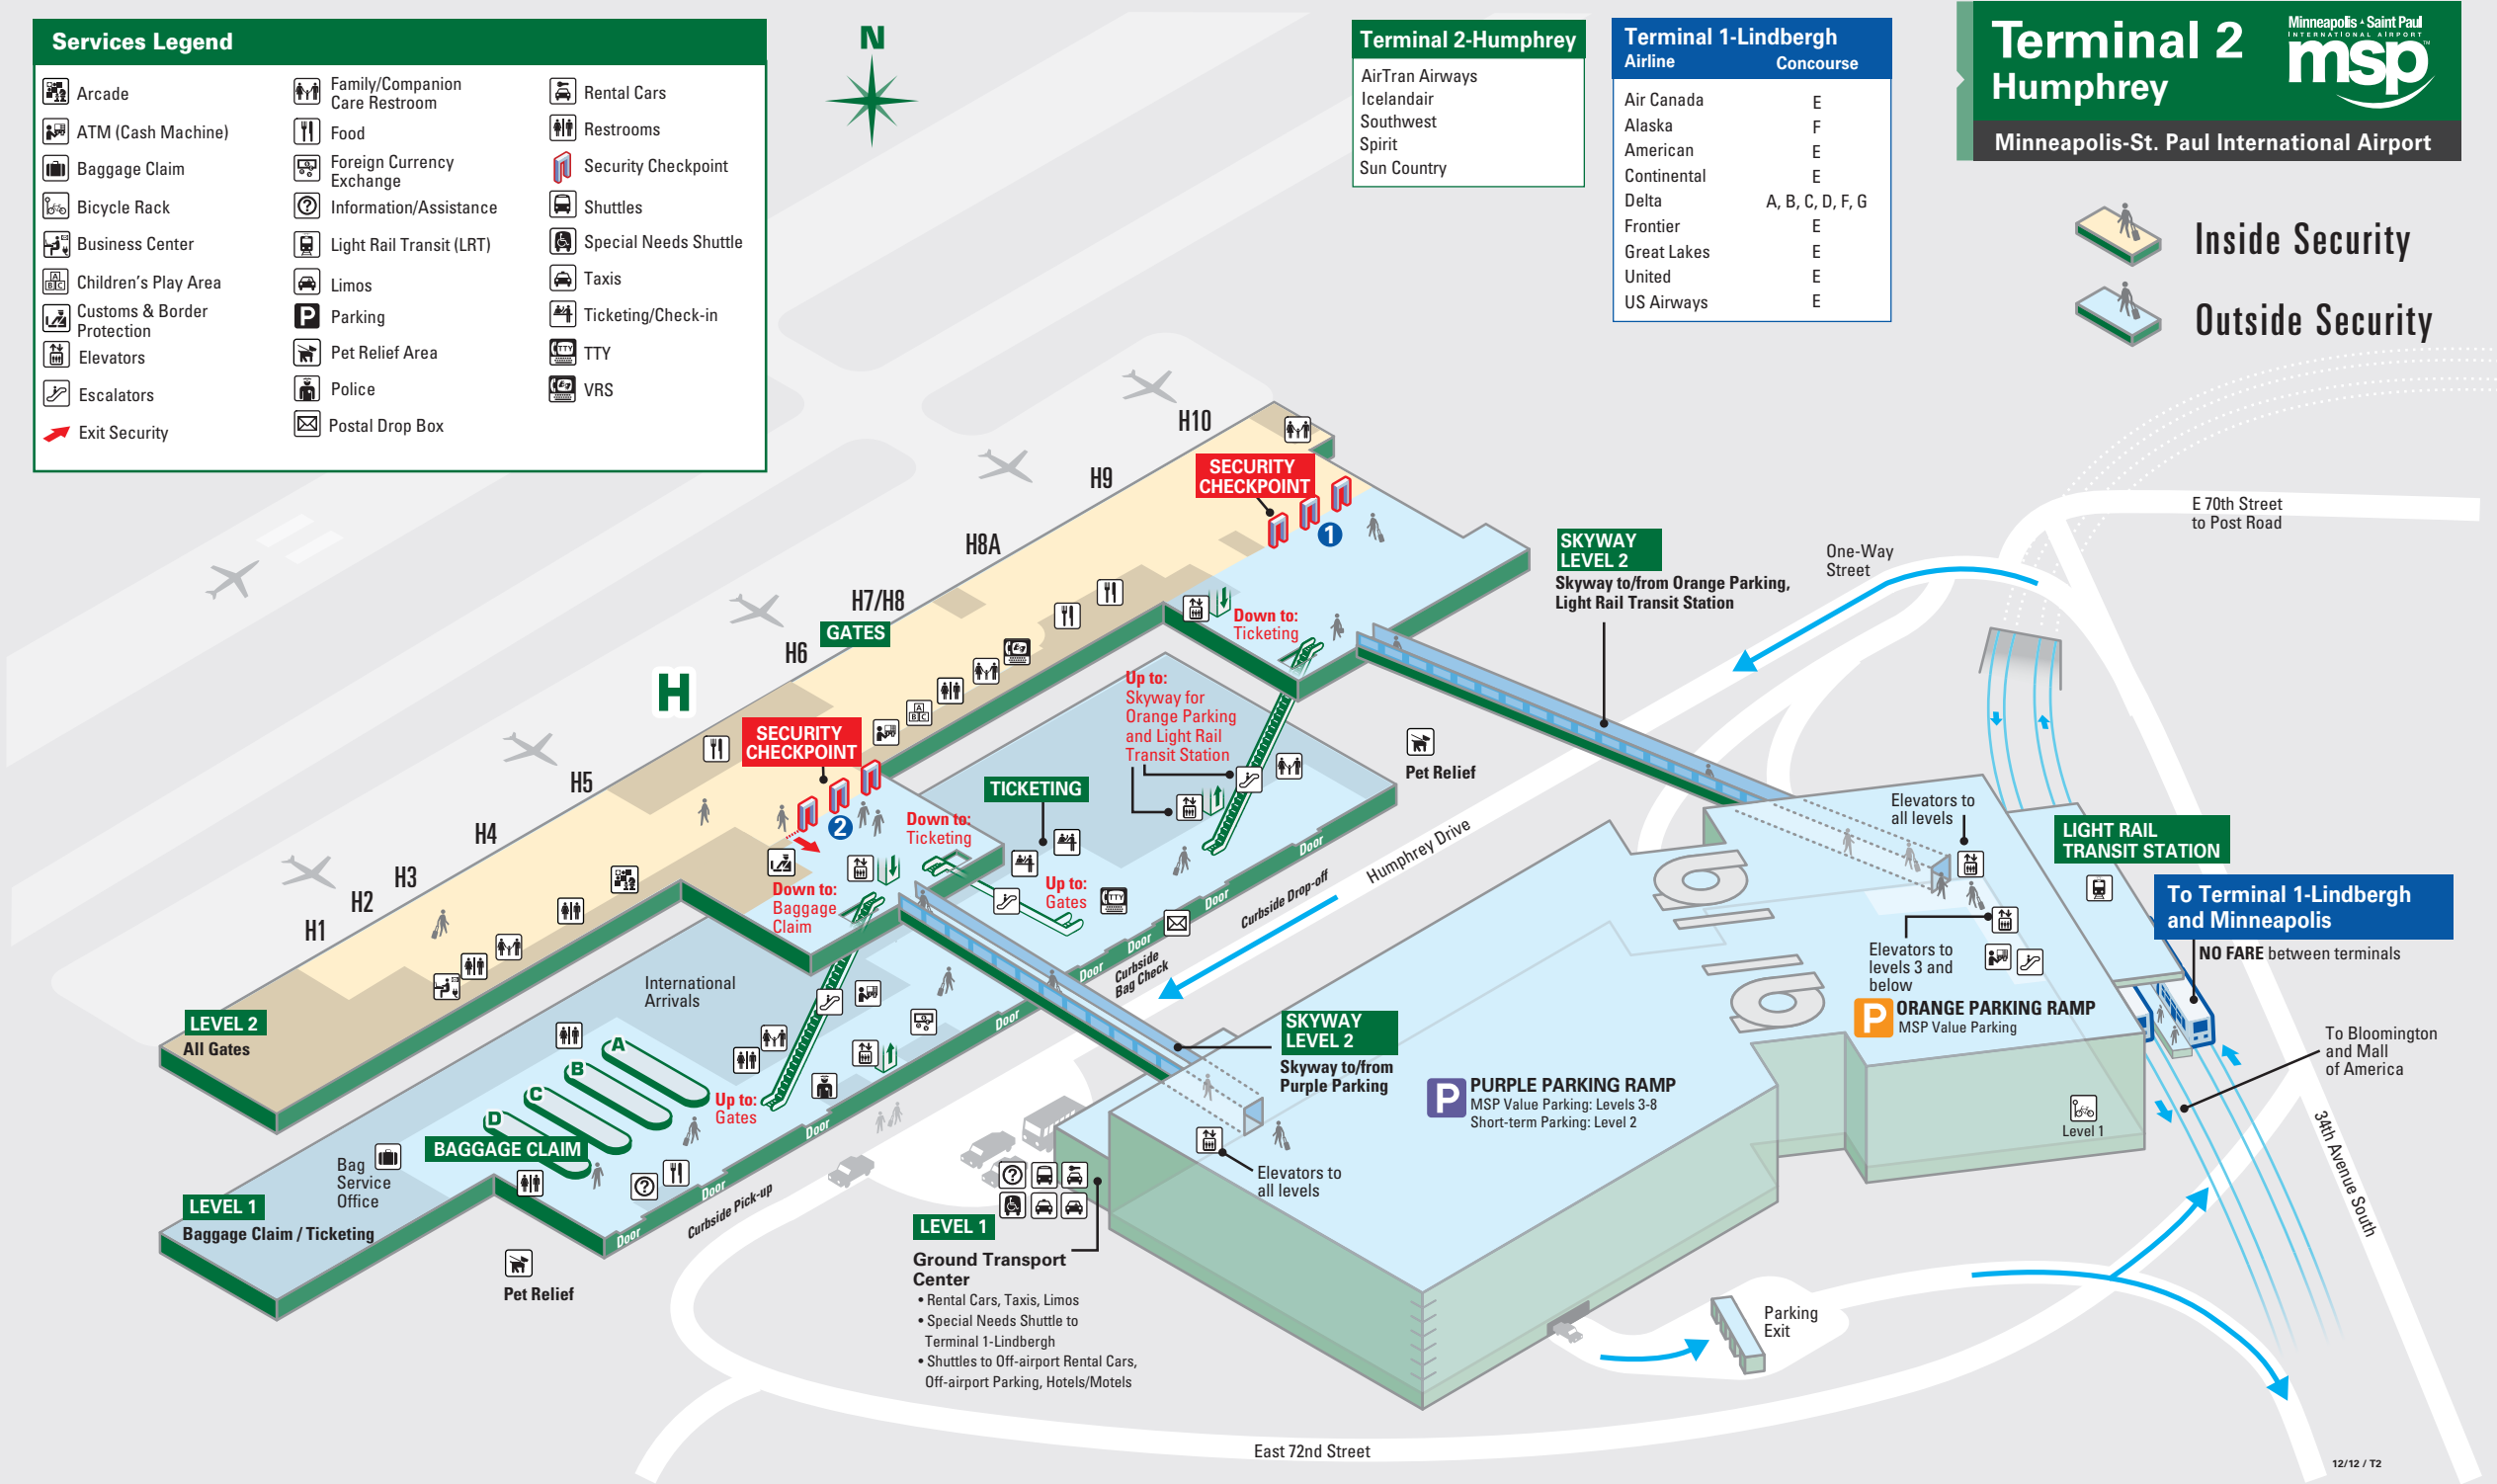 Services Legend
Arcade
ATM (Cash Machine)
Baggage Claim
Bicycle Rack
Business Center
Children's Play Area
Customs & Border
Protection
Elevators
Escalators
Exit Security
Family/Companion
Care Restroom
Food
Foreign Currency
Exchange
Information/Assistance
Light Rail Transit (LRT)
Limos
Parking
Pet Relief Area
Police
Postal Drop Box
Rental Cars
Restrooms
Security Checkpoint
Shuttles
Special Needs Shuttle
Taxis
Ticketing/Check-in
TTY
VRS
N
Terminal 2-Humphrey
AirTran Airways
Icelandair
Southwest
Spirit
Sun Country
Terminal 1-Lindbergh
Airline Concourse
Air Canada E
Alaska F
American E
Continental E
Delta A, B, C, D, F, G
Frontier E
Great Lakes E
United E
US Airways E
Terminal 2
Humphrey
Minneapolis Saint Paul
INTERNATIONAL AIRPORT
msp
TM
Minneapolis-St. Paul International Airport
Inside Security
Outside Security
H10
H9
H8A
H7/H8
GATES
H6
H
H5
H4
H3
H2
H1
SECURITY
CHECKPOINT
1
Down to:
Ticketing
SKYWAY
LEVEL 2
Skyway to/from Orange Parking,
Light Rail Transit Station
One-Way
Street
E 70th Street
to Post Road
Up to:
Skyway for
Orange Parking
and Light Rail
Transit Station
Pet Relief
SECURITY
CHECKPOINT
2
Down to:
Ticketing
TICKETING
Down to:
Baggage
Claim
Up to:
Gates
TTY
Door
Door
Door
Door
Door
Door
Door
Door
Curbside Drop-off
Curbside
Bag Check
Humphrey Drive
Elevators to
all levels
LIGHT RAIL
TRANSIT STATION
To Terminal 1-Lindbergh
and Minneapolis
NO FARE between terminals
Elevators to
levels 3 and
below
P
ORANGE PARKING RAMP
MSP Value Parking
To Bloomington
and Mall
of America
34th Avenue South
Level 1
International
Arrivals
LEVEL 2
All Gates
A
B
C
D
BAGGAGE CLAIM
Up to:
Gates
Bag
Service
Office
LEVEL 1
Baggage Claim / Ticketing
Curbside Pick-up
Pet Relief
SKYWAY
LEVEL 2
Skyway to/from
Purple Parking
P
PURPLE PARKING RAMP
MSP Value Parking: Levels 3-8
Short-term Parking: Level 2
Elevators to
all levels
LEVEL 1
Ground Transport
Center
• Rental Cars, Taxis, Limos
• Special Needs Shuttle to
Terminal 1-Lindbergh
• Shuttles to Off-airport Rental Cars,
Off-airport Parking, Hotels/Motels
Parking
Exit
East 72nd Street
12/12 / T2